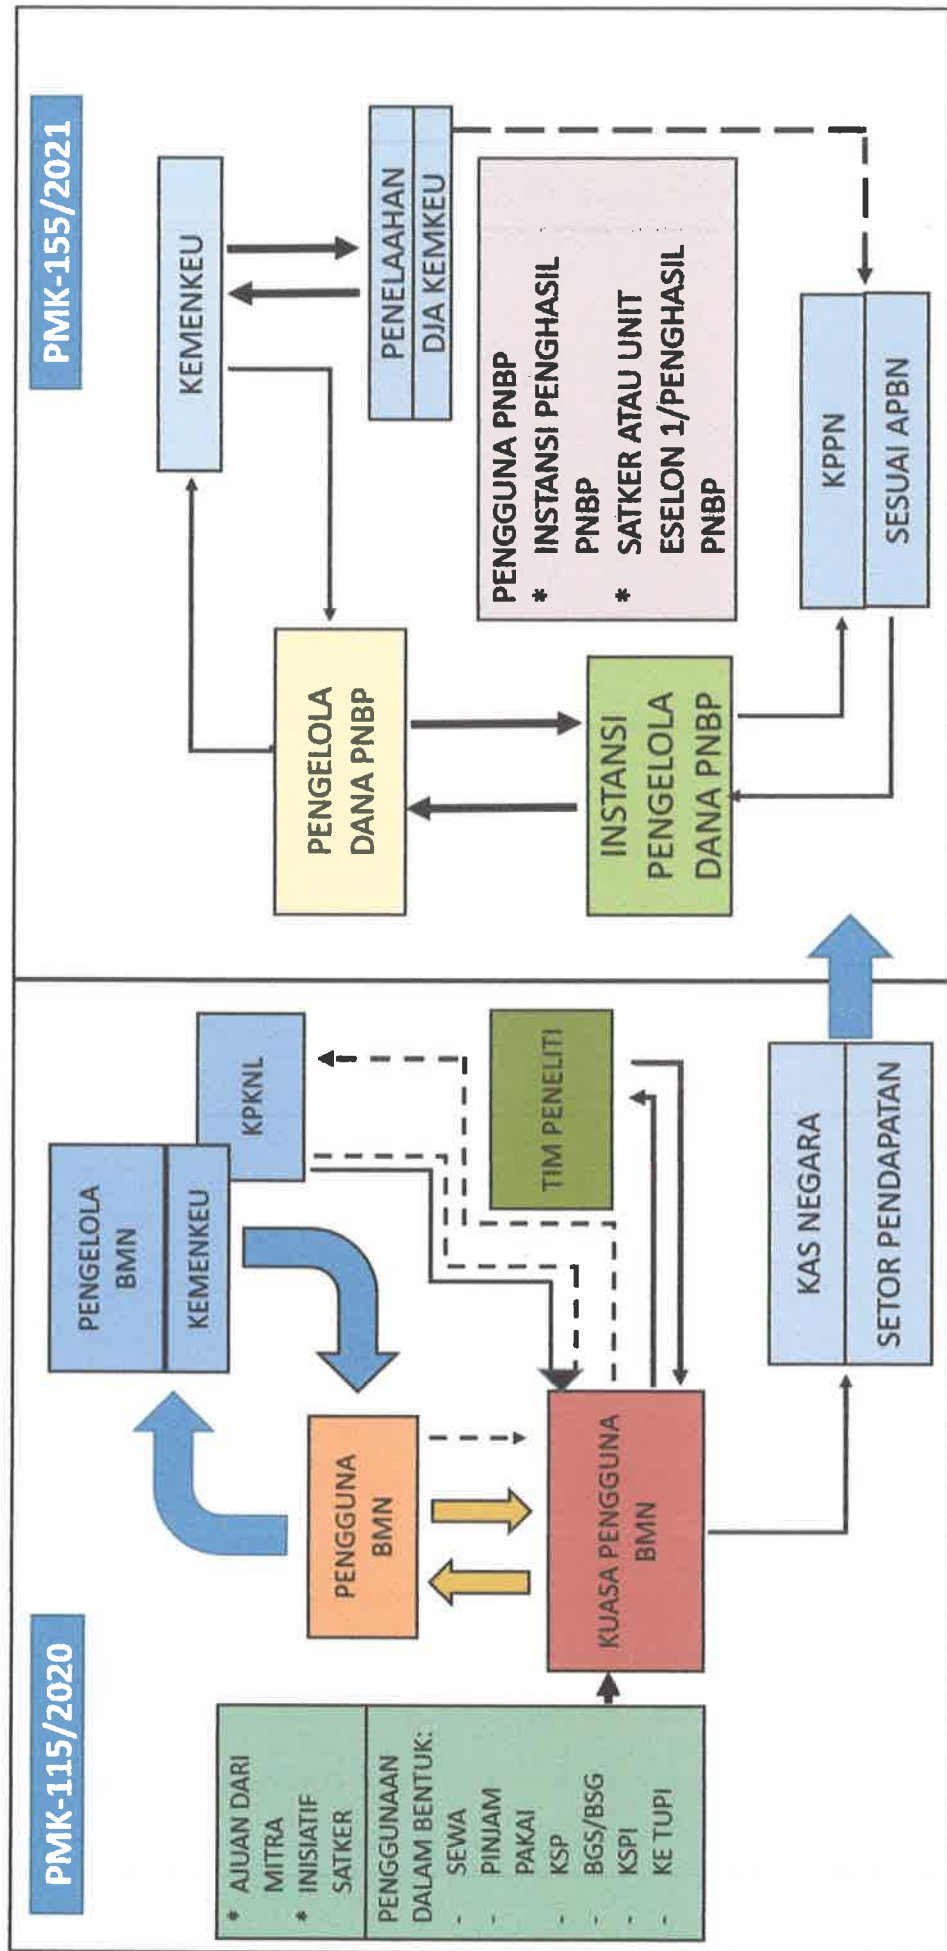 PMK-115/2020
* AJUAN DARI
MITRA
* INISIATIF
SATKER
PENGGUNAAN
DALAM BENTUK:
- SEWA
- PINJAM
PAKAI
- KSP
- BGS/BSG
- KSPI
- KE TUPI
PENGGUNA
BMN
KUASA PENGGUNA
BMN
PENGELOLA
BMN
KEMENKEU
KPKNL
TIM PENELITI
KAS NEGARA
SETOR PENDAPATAN
PMK-155/2021
KEMENKEU
PENELAAHAN
DJA KEMKEU
PENGELOLA
DANA PNBP
INSTANSI
PENGELOLA
DANA PNBP
PENGGUNA PNBP
* INSTANSI PENGHASIL
PNBP
* SATKER ATAU UNIT
ESELON 1/PENGHASIL
PNBP
KPPN
SESUAI APBN